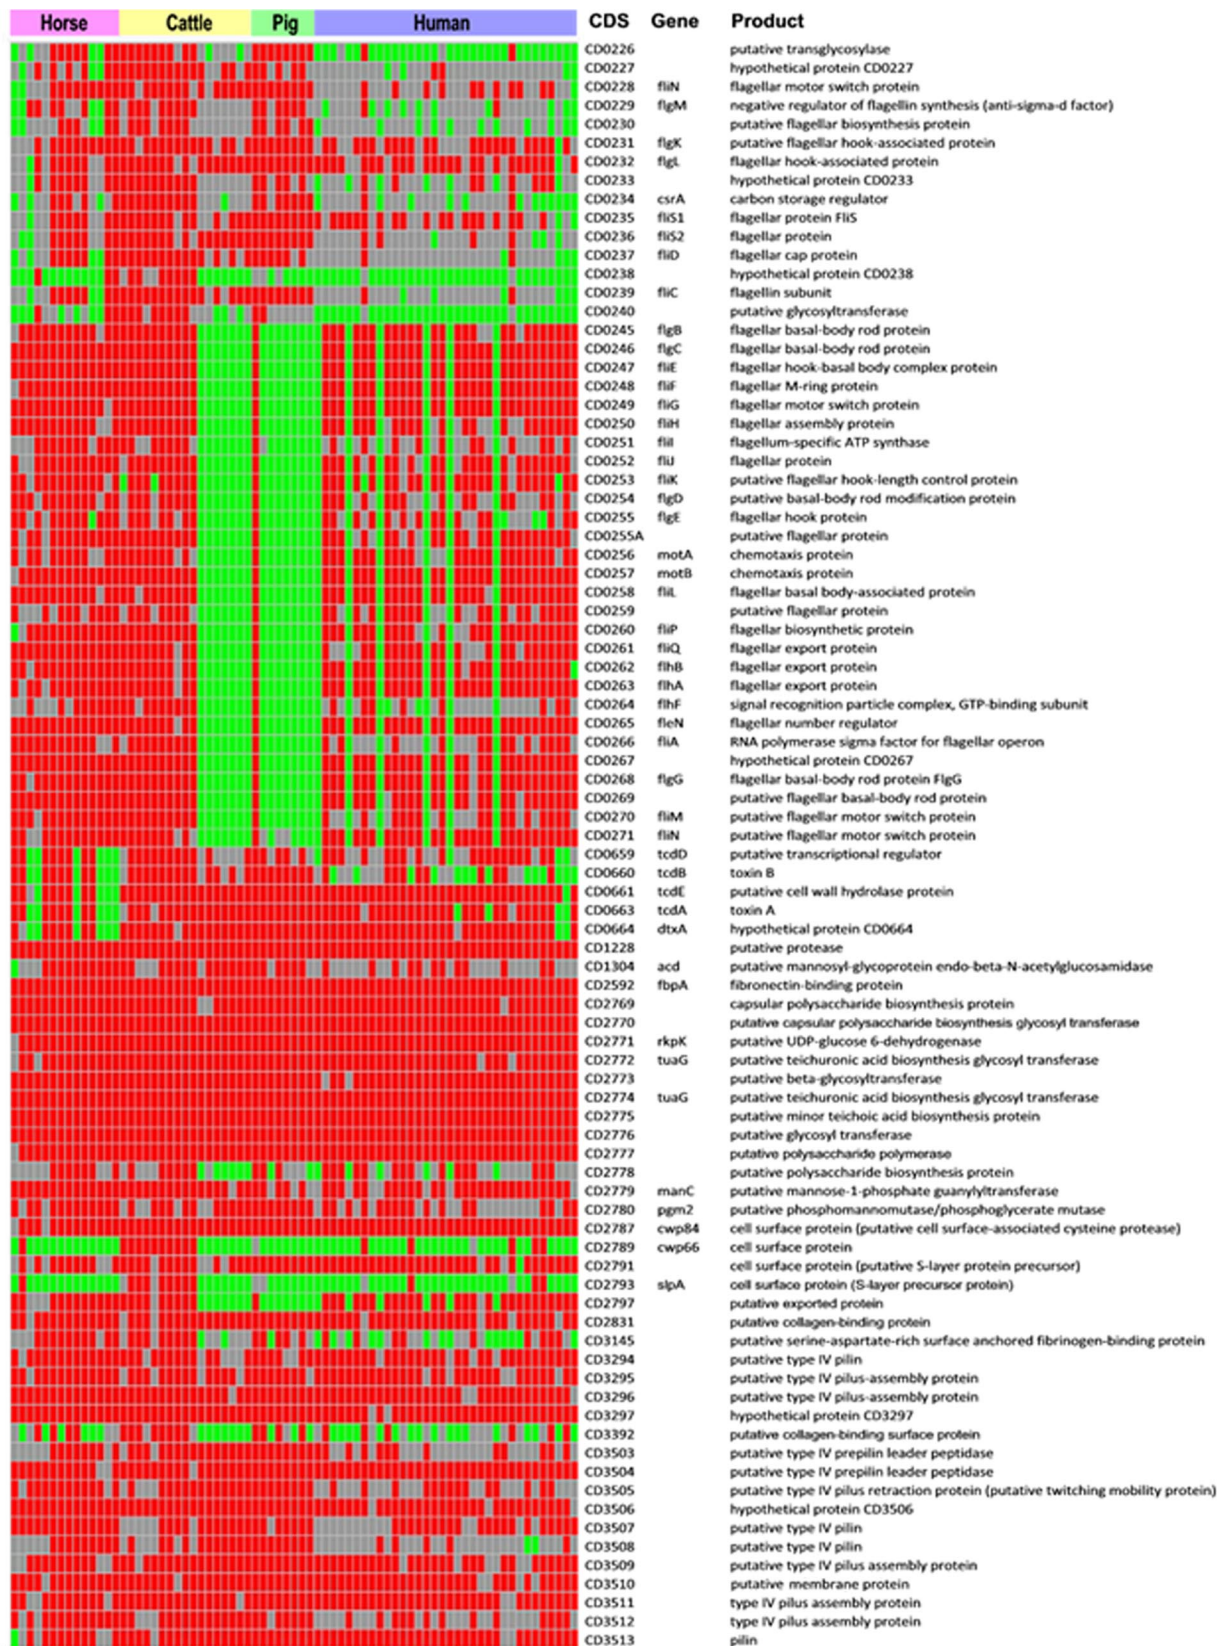 Horse Cattle Pig Human CDS Gene Product
CD0226 putative transglycosylase
CD0227 hypothetical protein CD0227
CD0228 fliN flagellar motor switch protein
CD0229 flgM negative regulator of flagellin synthesis (anti-sigma-d factor)
CD0230 putative flagellar biosynthesis protein
CD0231 flgK putative flagellar hook-associated protein
CD0232 flgL flagellar hook-associated protein
CD0233 hypothetical protein CD0233
CD0234 csrA carbon storage regulator
CD0235 fliS1 flagellar protein FliS
CD0236 fliS2 flagellar protein
CD0237 fliD flagellar cap protein
CD0238 hypothetical protein CD0238
CD0239 fliC flagellin subunit
CD0240 putative glycosyltransferase
CD0245 flgB flagellar basal-body rod protein
CD0246 flgC flagellar basal-body rod protein
CD0247 fliE flagellar hook-basal body complex protein
CD0248 fliF flagellar M-ring protein
CD0249 fliG flagellar motor switch protein
CD0250 fliH flagellar assembly protein
CD0251 fliI flagellum-specific ATP synthase
CD0252 fliJ flagellar protein
CD0253 fliK putative flagellar hook-length control protein
CD0254 flgD putative basal-body rod modification protein
CD0255 flgE flagellar hook protein
CD0255A putative flagellar protein
CD0256 motA chemotaxis protein
CD0257 motB chemotaxis protein
CD0258 fliL flagellar basal body-associated protein
CD0259 putative flagellar protein
CD0260 fliP flagellar biosynthetic protein
CD0261 fliQ flagellar export protein
CD0262 flhB flagellar export protein
CD0263 flhA flagellar export protein
CD0264 flhF signal recognition particle complex, GTP-binding subunit
CD0265 fleN flagellar number regulator
CD0266 fliA RNA polymerase sigma factor for flagellar operon
CD0267 hypothetical protein CD0267
CD0268 flgG flagellar basal-body rod protein FlgG
CD0269 putative flagellar basal-body rod protein
CD0270 fliM putative flagellar motor switch protein
CD0271 fliN putative flagellar motor switch protein
CD0659 tcdD putative transcriptional regulator
CD0660 tcdB toxin B
CD0661 tcdE putative cell wall hydrolase protein
CD0663 tcdA toxin A
CD0664 dtxA hypothetical protein CD0664
CD1228 putative protease
CD1304 acd putative mannosyl-glycoprotein endo-beta-N-acetylglucosamidase
CD2592 fbpA fibronectin-binding protein
CD2769 capsular polysaccharide biosynthesis protein
CD2770 putative capsular polysaccharide biosynthesis glycosyl transferase
CD2771 rkpK putative UDP-glucose 6-dehydrogenase
CD2772 tuaG putative teichuronic acid biosynthesis glycosyl transferase
CD2773 putative beta-glycosyltransferase
CD2774 tuaG putative teichuronic acid biosynthesis glycosyl transferase
CD2775 putative minor teichoic acid biosynthesis protein
CD2776 putative glycosyl transferase
CD2777 putative polysaccharide polymerase
CD2778 putative polysaccharide biosynthesis protein
CD2779 manC putative mannose-1-phosphate guanylyltransferase
CD2780 pgm2 putative phosphomannomutase/phosphoglycerate mutase
CD2787 cwp84 cell surface protein (putative cell surface-associated cysteine protease)
CD2789 cwp66 cell surface protein
CD2791 cell surface protein (putative S-layer protein precursor)
CD2793 slpA cell surface protein (S-layer precursor protein)
CD2797 putative exported protein
CD2831 putative collagen-binding protein
CD3145 putative serine-aspartate-rich surface anchored fibrinogen-binding protein
CD3294 putative type IV pilin
CD3295 putative type IV pilus-assembly protein
CD3296 putative type IV pilus-assembly protein
CD3297 hypothetical protein CD3297
CD3392 putative collagen-binding surface protein
CD3503 putative type IV prepilin leader peptidase
CD3504 putative type IV prepilin leader peptidase
CD3505 putative type IV pilus retraction protein (putative twitching mobility protein)
CD3506 hypothetical protein CD3506
CD3507 putative type IV pilin
CD3508 putative type IV pilin
CD3509 putative type IV pilus assembly protein
CD3510 putative membrane protein
CD3511 type IV pilus assembly protein
CD3512 type IV pilus assembly protein
CD3513 pilin